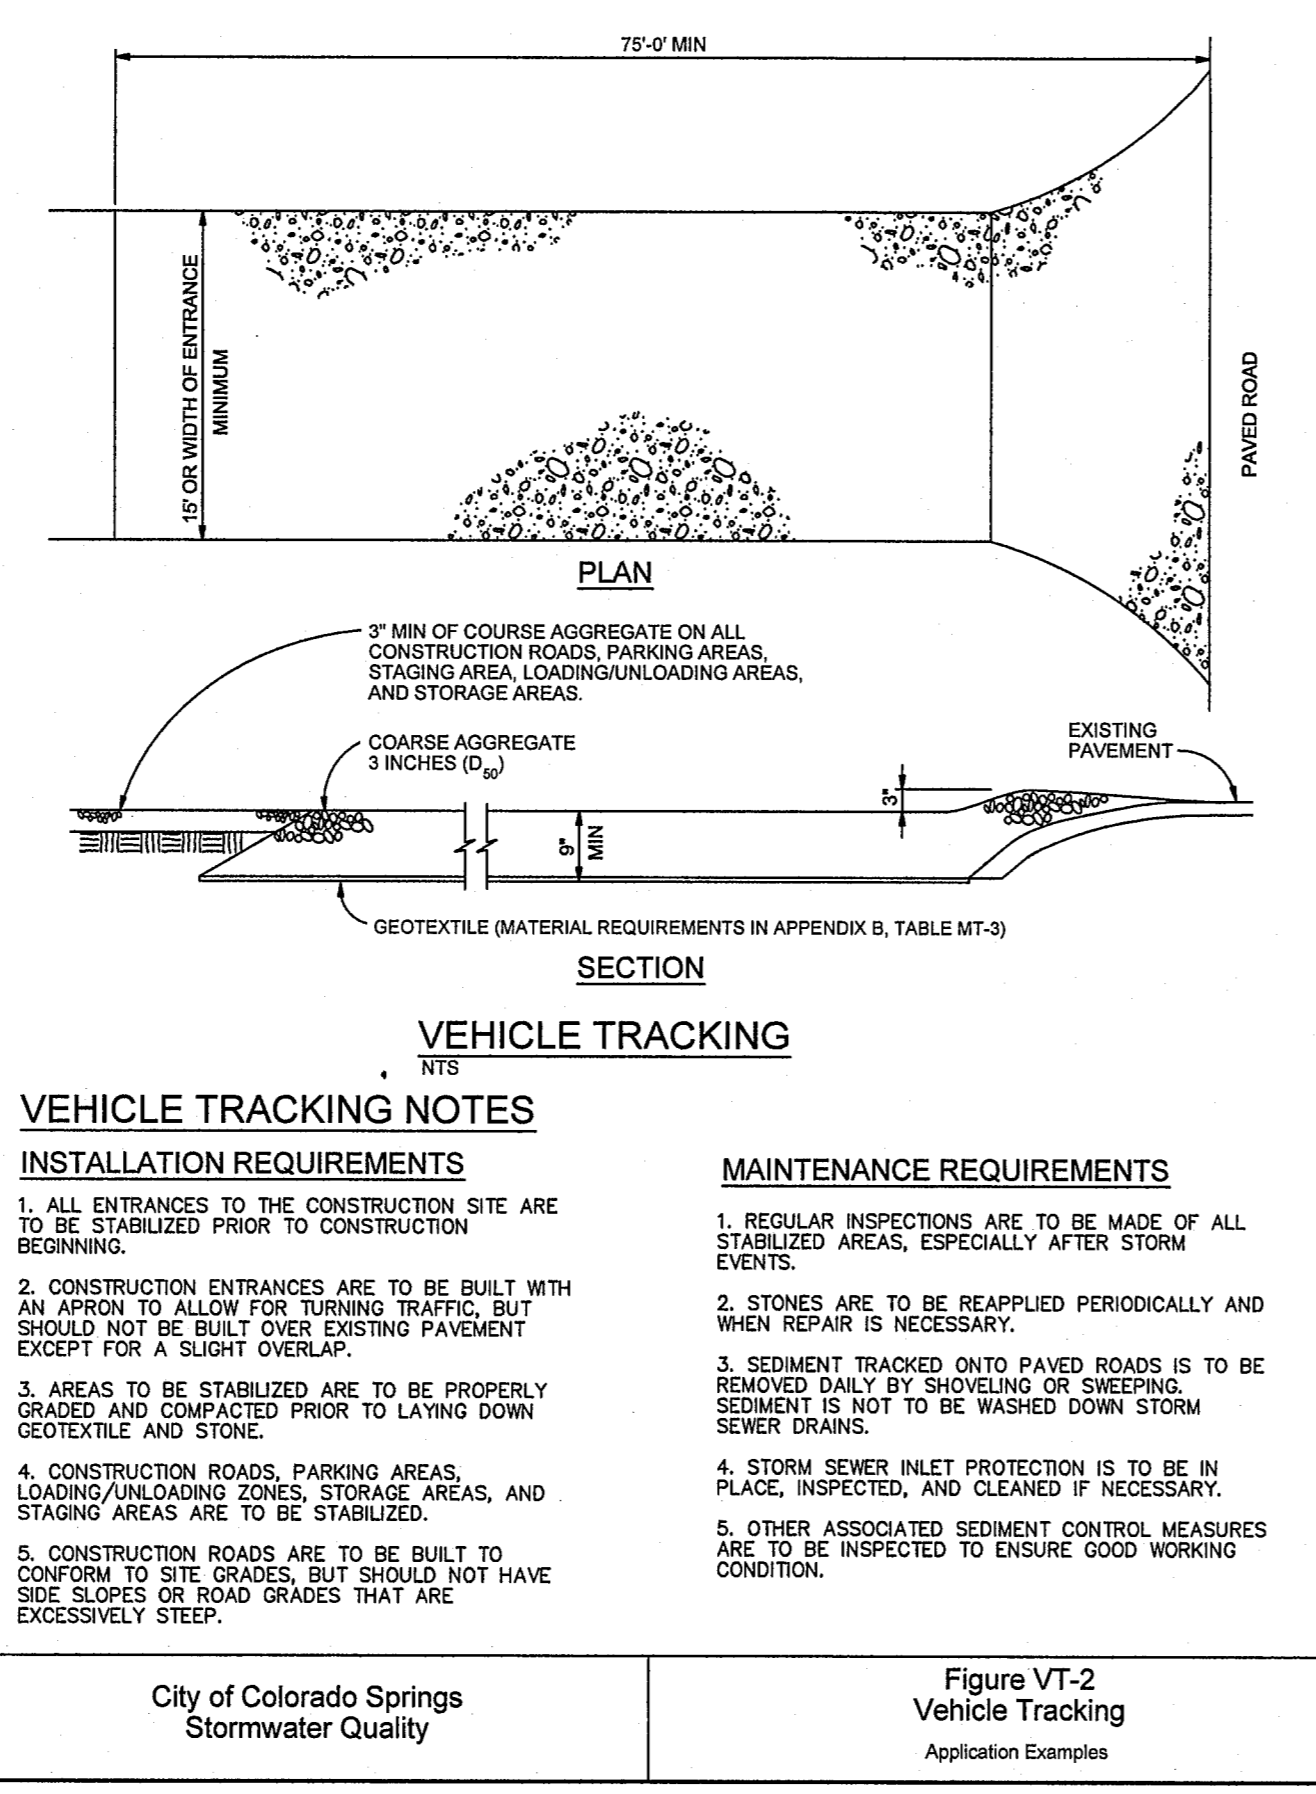 75'-0' MIN
15' OR WIDTH OF ENTRANCE
MINIMUM
PAVED ROAD
PLAN
3" MIN OF COURSE AGGREGATE ON ALL
CONSTRUCTION ROADS, PARKING AREAS,
STAGING AREA, LOADING/UNLOADING AREAS,
AND STORAGE AREAS.
COARSE AGGREGATE
3 INCHES (D50)
EXISTING
PAVEMENT
3"
9"
MIN
GEOTEXTILE (MATERIAL REQUIREMENTS IN APPENDIX B, TABLE MT-3)
SECTION
VEHICLE TRACKING
NTS
VEHICLE TRACKING NOTES
INSTALLATION REQUIREMENTS
1. ALL ENTRANCES TO THE CONSTRUCTION SITE ARE
TO BE STABILIZED PRIOR TO CONSTRUCTION
BEGINNING.
2. CONSTRUCTION ENTRANCES ARE TO BE BUILT WITH
AN APRON TO ALLOW FOR TURNING TRAFFIC, BUT
SHOULD NOT BE BUILT OVER EXISTING PAVEMENT
EXCEPT FOR A SLIGHT OVERLAP.
3. AREAS TO BE STABILIZED ARE TO BE PROPERLY
GRADED AND COMPACTED PRIOR TO LAYING DOWN
GEOTEXTILE AND STONE.
4. CONSTRUCTION ROADS, PARKING AREAS,
LOADING/UNLOADING ZONES, STORAGE AREAS, AND
STAGING AREAS ARE TO BE STABILIZED.
5. CONSTRUCTION ROADS ARE TO BE BUILT TO
CONFORM TO SITE GRADES, BUT SHOULD NOT HAVE
SIDE SLOPES OR ROAD GRADES THAT ARE
EXCESSIVELY STEEP.
MAINTENANCE REQUIREMENTS
1. REGULAR INSPECTIONS ARE TO BE MADE OF ALL
STABILIZED AREAS, ESPECIALLY AFTER STORM
EVENTS.
2. STONES ARE TO BE REAPPLIED PERIODICALLY AND
WHEN REPAIR IS NECESSARY.
3. SEDIMENT TRACKED ONTO PAVED ROADS IS TO BE
REMOVED DAILY BY SHOVELING OR SWEEPING.
SEDIMENT IS NOT TO BE WASHED DOWN STORM
SEWER DRAINS.
4. STORM SEWER INLET PROTECTION IS TO BE IN
PLACE, INSPECTED, AND CLEANED IF NECESSARY.
5. OTHER ASSOCIATED SEDIMENT CONTROL MEASURES
ARE TO BE INSPECTED TO ENSURE GOOD WORKING
CONDITION.
City of Colorado Springs
Stormwater Quality
Figure VT-2
Vehicle Tracking
Application Examples